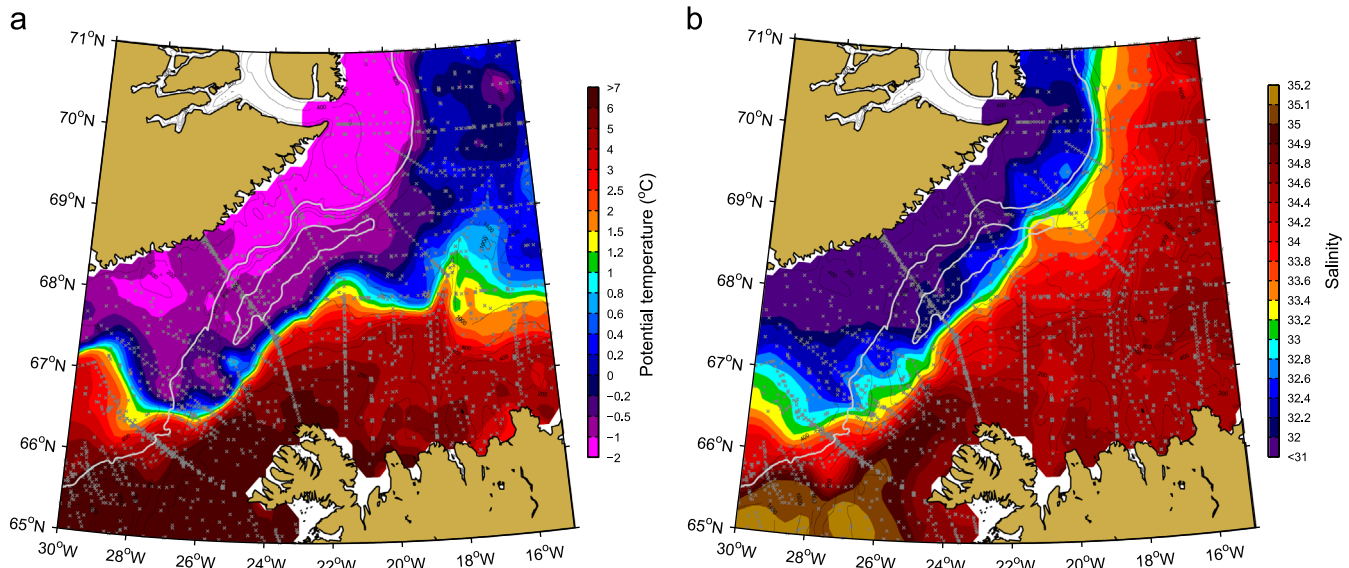 a
71°N
70°N
69°N
68°N
67°N
66°N
65°N
30°W
28°W
26°W
24°W
22°W
20°W
18°W
16°W
>7
6
5
4
3
2.5
2
1.5
1.2
1
0.8
0.6
0.4
0.2
0
−0.2
−0.5
−1
−2
Potential temperature (°C)
b
71°N
70°N
69°N
68°N
67°N
66°N
65°N
30°W
28°W
26°W
24°W
22°W
20°W
18°W
16°W
35.2
35.1
35
34.9
34.8
34.6
34.4
34.2
34
33.8
33.6
33.4
33.2
33
32.8
32.6
32.4
32.2
32
<31
Salinity